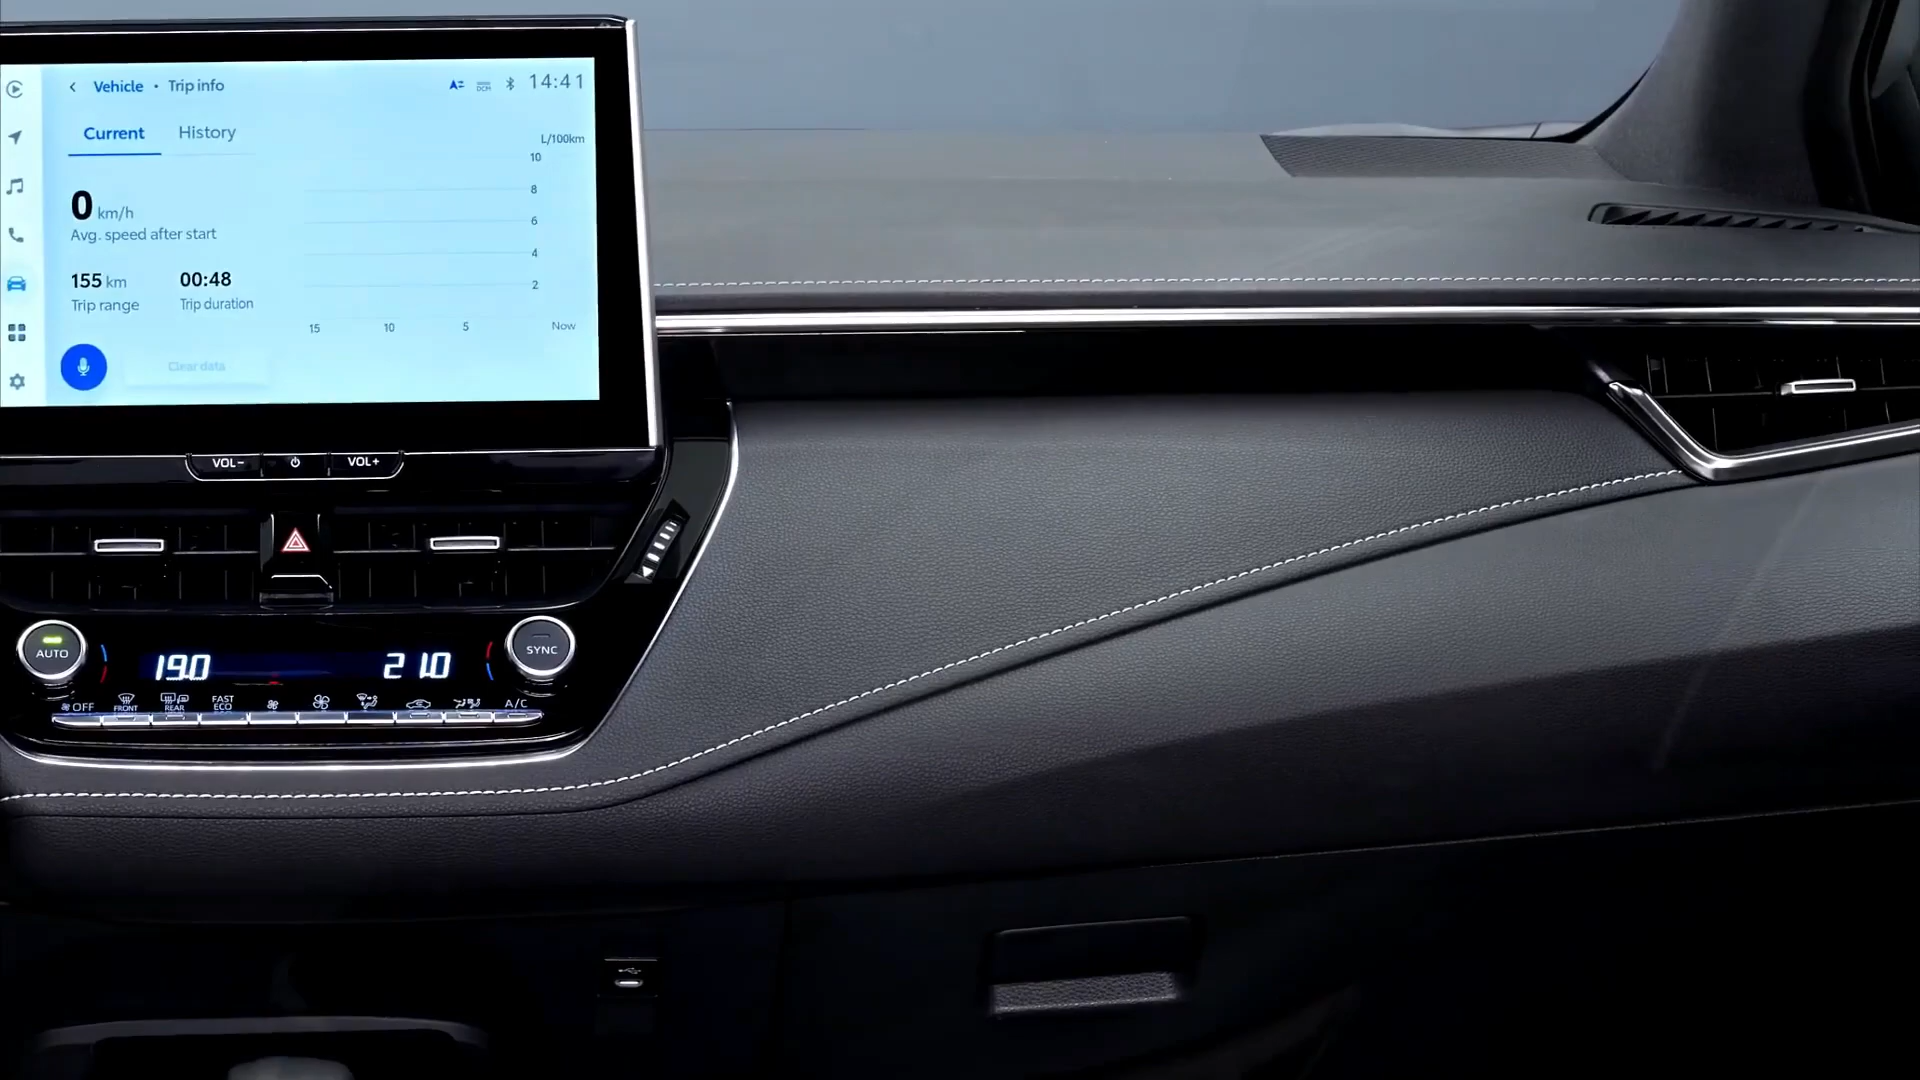 Vehicle • Trip info
DCM
14:41
Current
History
L/100km
10
8
6
4
2
0 km/h
Avg. speed after start
155 km
Trip range
00:48
Trip duration
15
10
5
Now
Clear data
VOL-
VOL+
AUTO
19.0
21.0
SYNC
OFF
FRONT
REAR
FAST
ECO
A/C